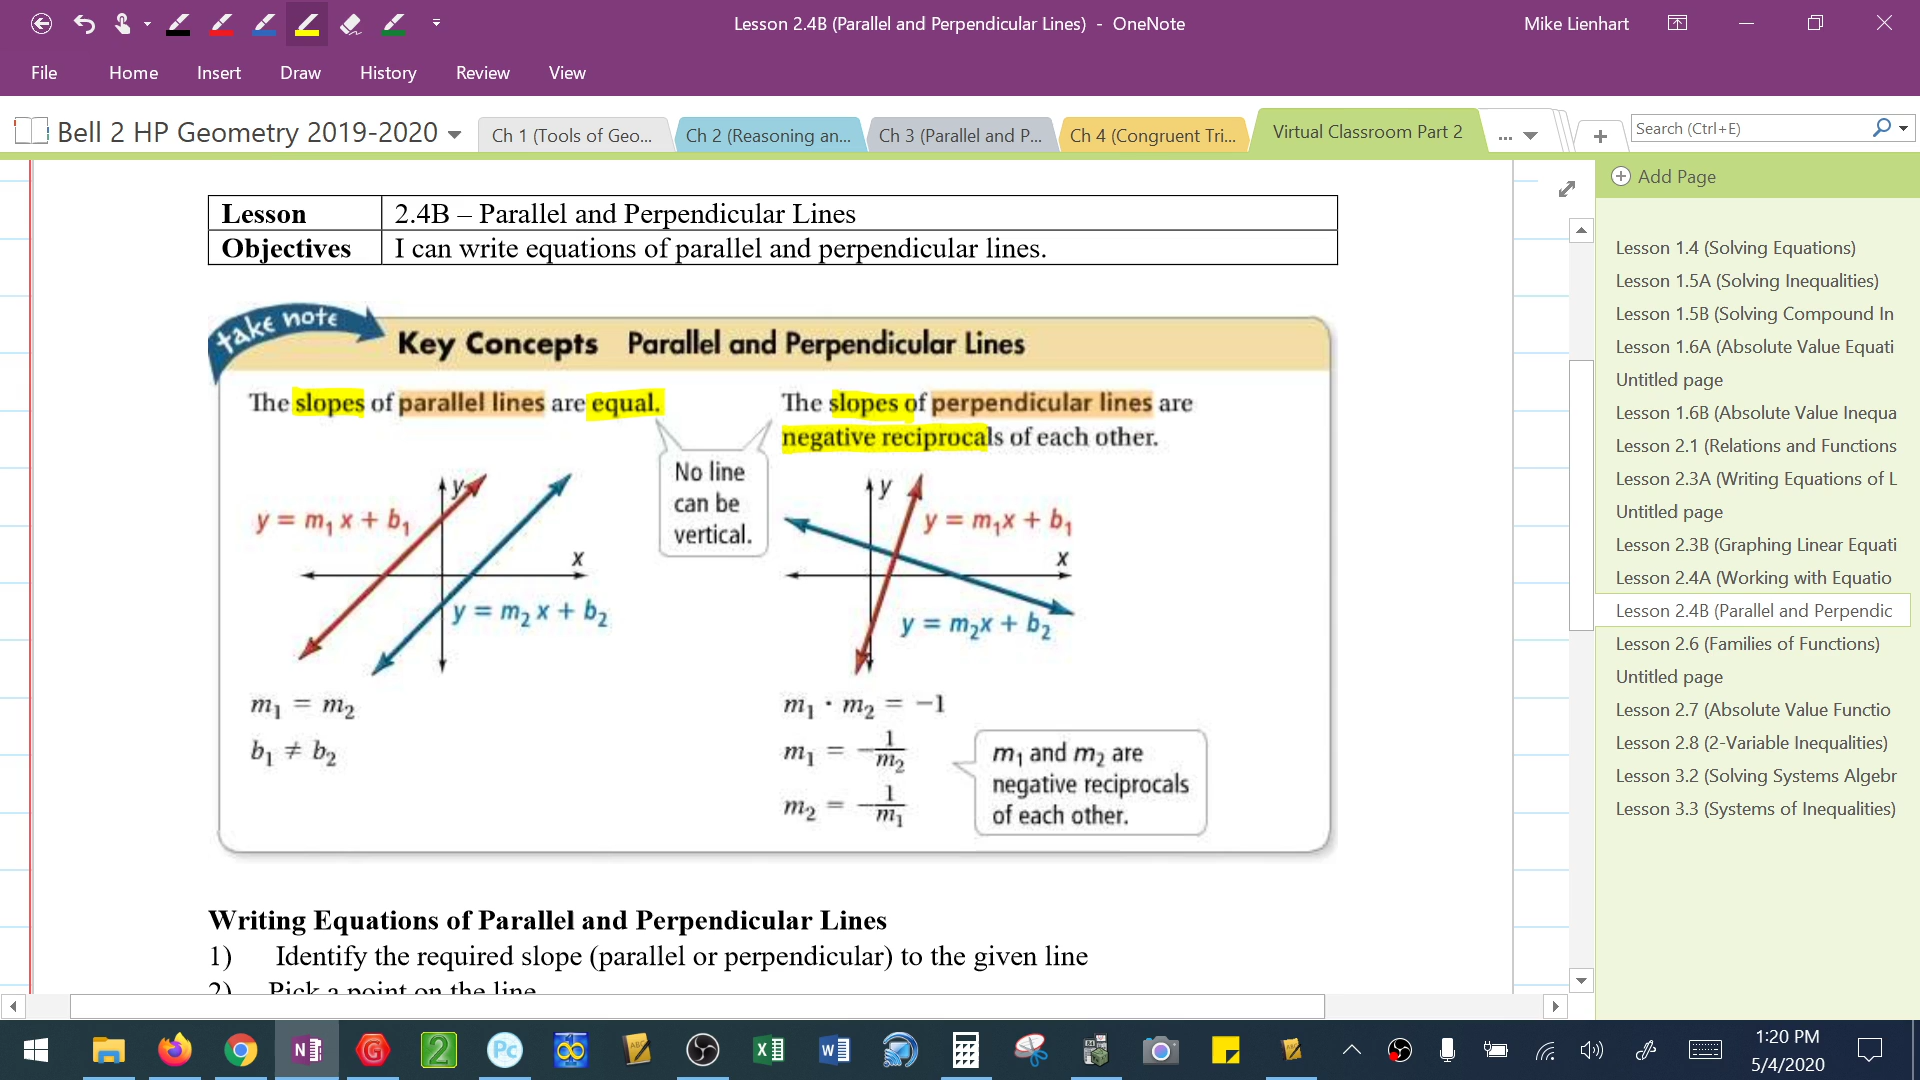 Lesson 2.4B (Parallel and Perpendicular Lines) - OneNote
Mike Lienhart
File Home Insert Draw History Review View
Bell 2 HP Geometry 2019-2020
Ch 1 (Tools of Geo... Ch 2 (Reasoning an... Ch 3 (Parallel and P... Ch 4 (Congruent Tri... Virtual Classroom Part 2 ... +
Search (Ctrl+E)
Lesson 2.4B – Parallel and Perpendicular Lines
Objectives I can write equations of parallel and perpendicular lines.
take note
Key Concepts Parallel and Perpendicular Lines
The slopes of parallel lines are equal.
The slopes of perpendicular lines are
negative reciprocals of each other.
No line
can be
vertical.
y
y = m₁x + b₁
x
y = m₂x + b₂
y
y = m₁x + b₁
x
y = m₂x + b₂
m₁ = m₂
b₁ ≠ b₂
m₁ · m₂ = −1
m₁ = −1/m₂
m₂ = −1/m₁
m₁ and m₂ are
negative reciprocals
of each other.
Writing Equations of Parallel and Perpendicular Lines
1) Identify the required slope (parallel or perpendicular) to the given line
2) Pick a point on the line
Add Page
Lesson 1.4 (Solving Equations)
Lesson 1.5A (Solving Inequalities)
Lesson 1.5B (Solving Compound In
Lesson 1.6A (Absolute Value Equati
Untitled page
Lesson 1.6B (Absolute Value Inequa
Lesson 2.1 (Relations and Functions
Lesson 2.3A (Writing Equations of L
Untitled page
Lesson 2.3B (Graphing Linear Equati
Lesson 2.4A (Working with Equatio
Lesson 2.4B (Parallel and Perpendic
Lesson 2.6 (Families of Functions)
Untitled page
Lesson 2.7 (Absolute Value Functio
Lesson 2.8 (2-Variable Inequalities)
Lesson 3.2 (Solving Systems Algebr
Lesson 3.3 (Systems of Inequalities)
N G 2 Pc ABC X W
1:20 PM
5/4/2020